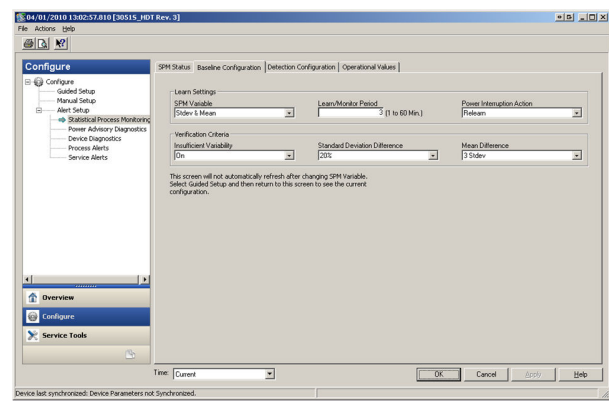 04/01/2010 13:02:57.810 [3051S_HDT Rev. 3]
File Actions Help
Configure
Configure
Guided Setup
Manual Setup
Alert Setup
Statistical Process Monitoring
Power Advisory Diagnostics
Device Diagnostics
Process Alerts
Service Alerts
Overview
Configure
Service Tools
SPM Status Baseline Configuration Detection Configuration Operational Values
Learn Settings
SPM Variable Learn/Monitor Period Power Interruption Action
Stdev & Mean 3 (1 to 60 Min.) Relearn
Verification Criteria
Insufficient Variability Standard Deviation Difference Mean Difference
On 20% 3 Stdev
This screen will not automatically refresh after changing SPM Variable.
Select Guided Setup and then return to this screen to see the current
configuration.
Time: Current OK Cancel Apply Help
Device last synchronized: Device Parameters not Synchronized.